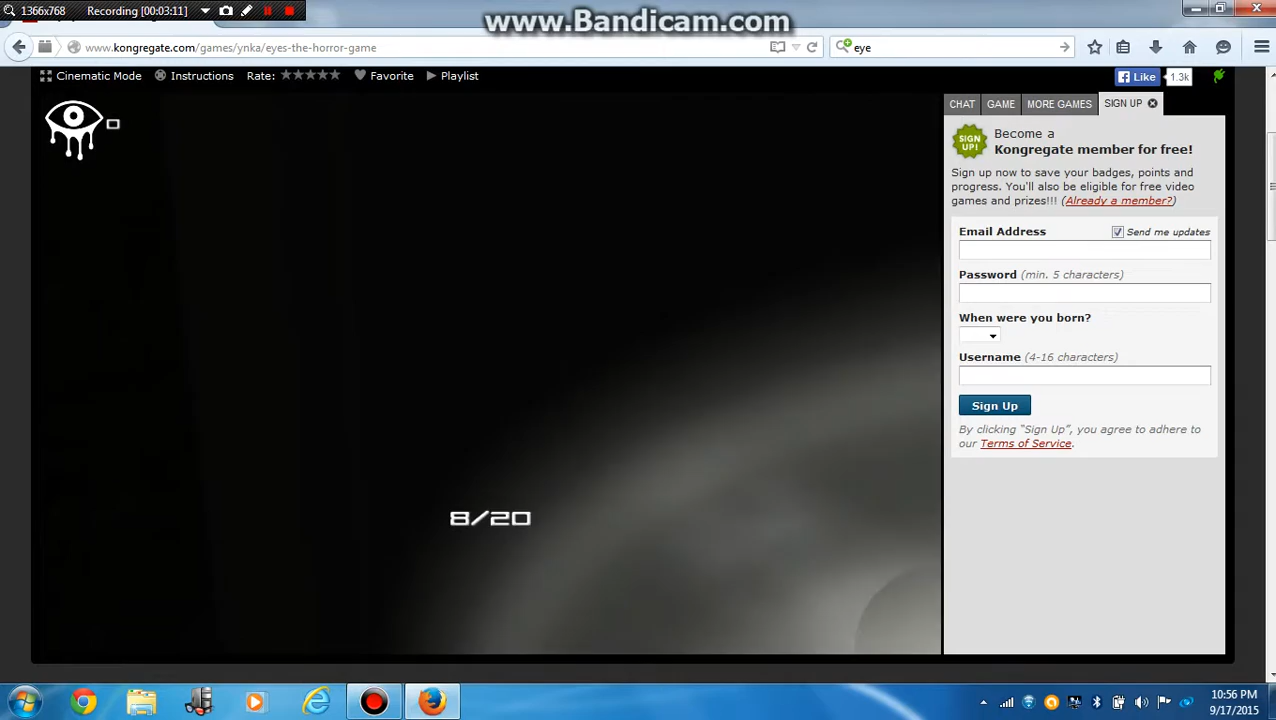 1366x768 Recording [00:03:11]
www.Bandicam.com
www.kongregate.com/games/ynka/eyes-the-horror-game
eye
Cinematic Mode Instructions Rate: Favorite Playlist
Like 1.3k
CHAT GAME MORE GAMES SIGN UP
0
SIGN UP!
Become a
Kongregate member for free!
Sign up now to save your badges, points and
progress. You'll also be eligible for free video
games and prizes!!! (Already a member?)
Email Address Send me updates
Password (min. 5 characters)
When were you born?
Username (4-16 characters)
Sign Up
By clicking "Sign Up", you agree to adhere to
our Terms of Service.
8/20
10:56 PM
9/17/2015